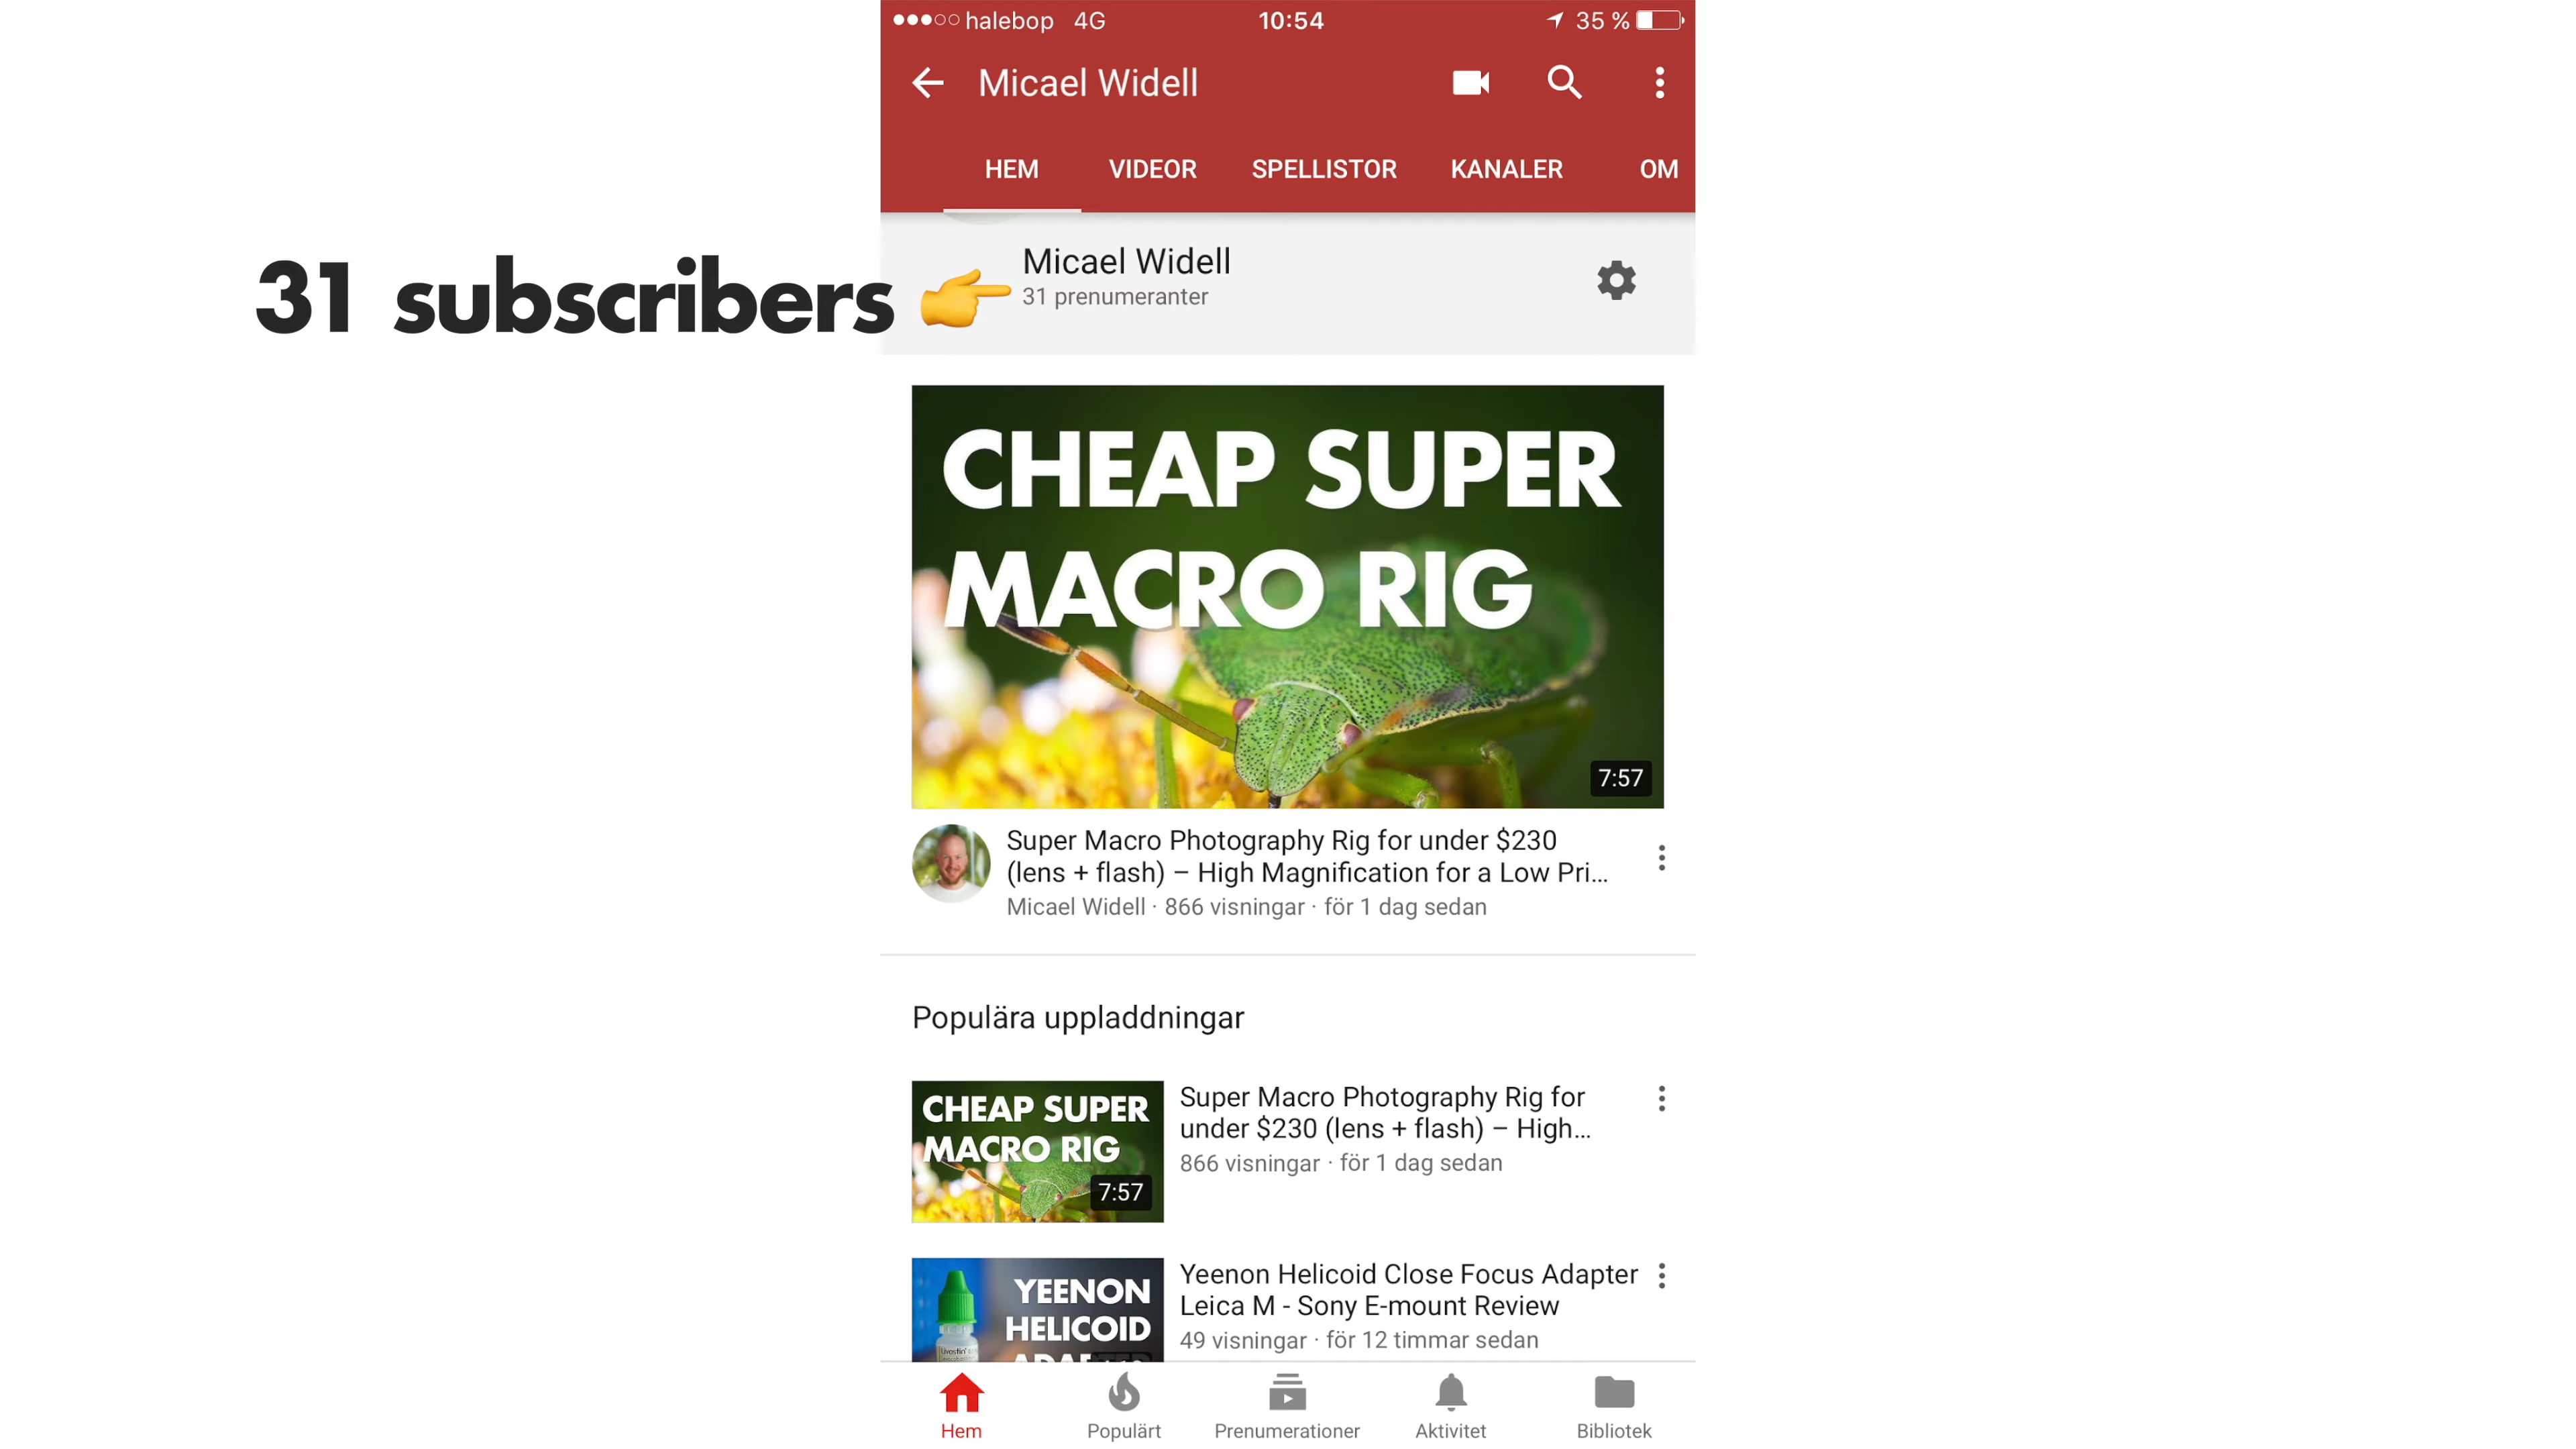 halebop 4G 10:54 35 %
Micael Widell
HEM VIDEOR SPELLISTOR KANALER OM
Micael Widell
31 subscribers 31 prenumeranter
CHEAP SUPER
MACRO RIG
7:57
Super Macro Photography Rig for under $230
(lens + flash) – High Magnification for a Low Pri...
Micael Widell · 866 visningar · för 1 dag sedan
Populära uppladdningar
CHEAP SUPER
MACRO RIG
7:57
Super Macro Photography Rig for
under $230 (lens + flash) – High...
866 visningar · för 1 dag sedan
YEENON
HELICOID
Livostin
Yeenon Helicoid Close Focus Adapter
Leica M - Sony E-mount Review
49 visningar · för 12 timmar sedan
Hem Populärt Prenumerationer Aktivitet Bibliotek